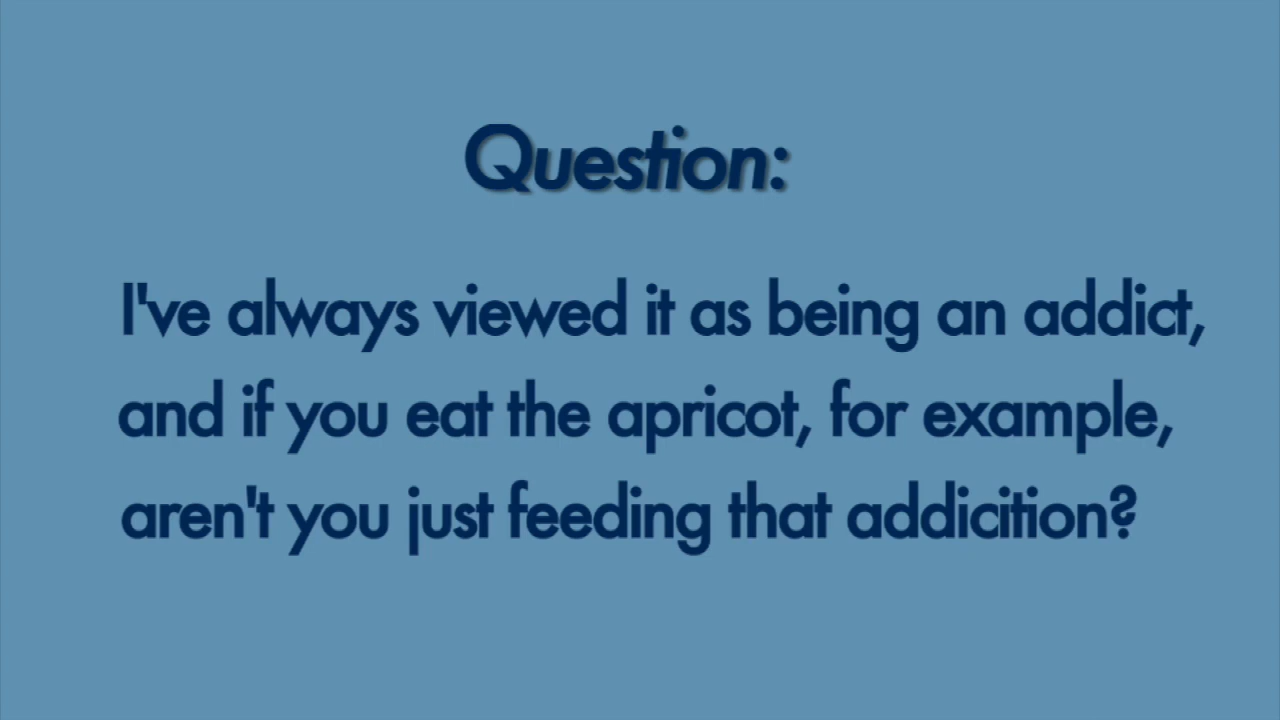 Question:
I've always viewed it as being an addict,
and if you eat the apricot, for example,
aren't you just feeding that addicition?